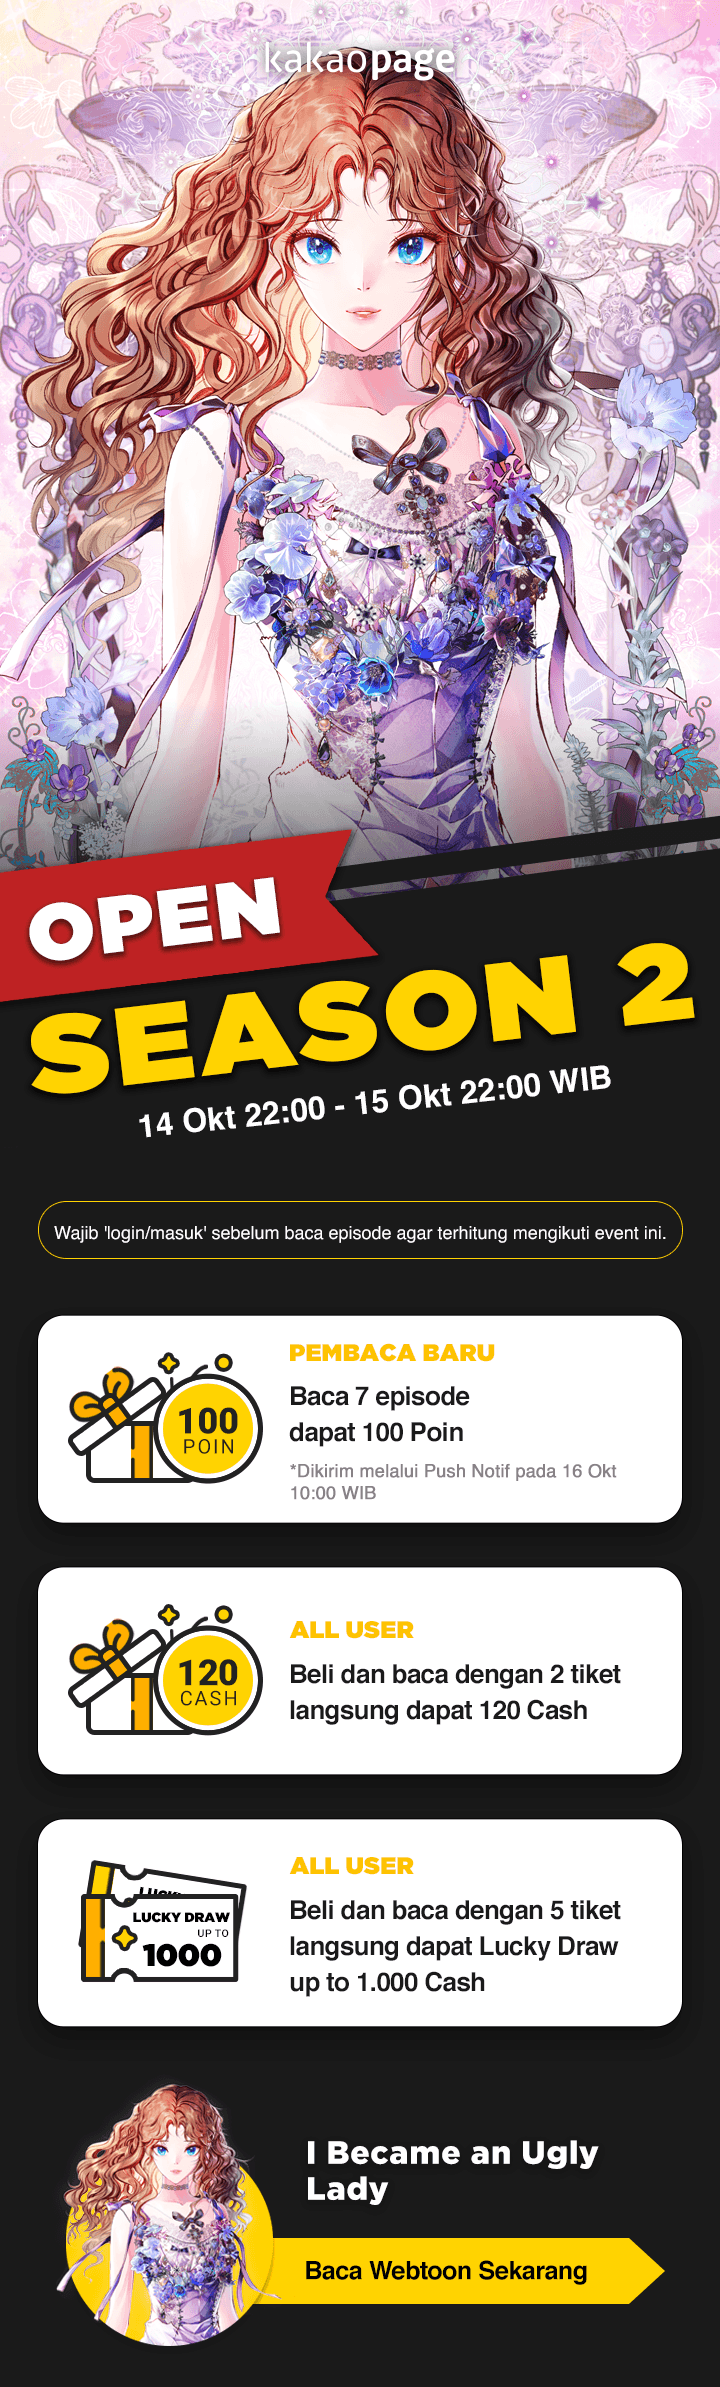 kakaopage
OPEN
SEASON 2
14 Okt 22:00 - 15 Okt 22:00 WIB
Wajib 'login/masuk' sebelum baca episode agar terhitung mengikuti event ini.
100
POIN
PEMBACA BARU
Baca 7 episode
dapat 100 Poin
*Dikirim melalui Push Notif pada 16 Okt
10:00 WIB
120
CASH
ALL USER
Beli dan baca dengan 2 tiket
langsung dapat 120 Cash
LUCKY DRAW
UP TO
1000
ALL USER
Beli dan baca dengan 5 tiket
langsung dapat Lucky Draw
up to 1.000 Cash
I Became an Ugly
Lady
Baca Webtoon Sekarang